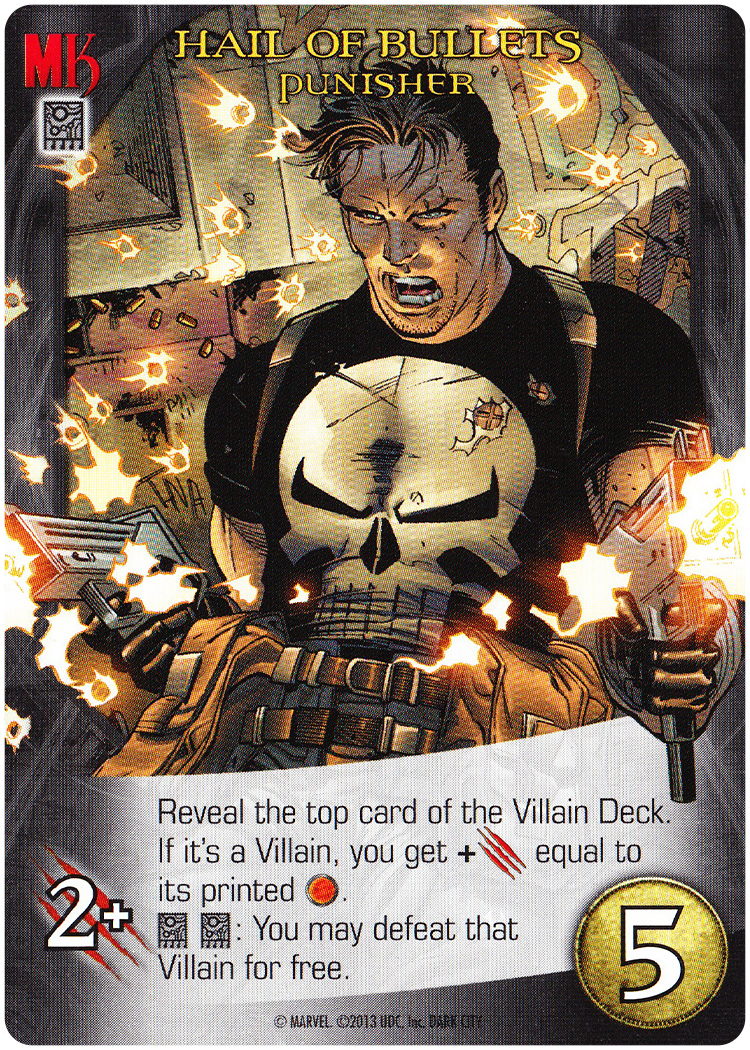 MK
HAIL OF BULLETS
PUNISHER
HNA
Reveal the top card of the Villain Deck.
If it's a Villain, you get + equal to
its printed .
: You may defeat that
Villain for free.
2+
5
© MARVEL. ©2013 UDC, Inc. DARK CITY